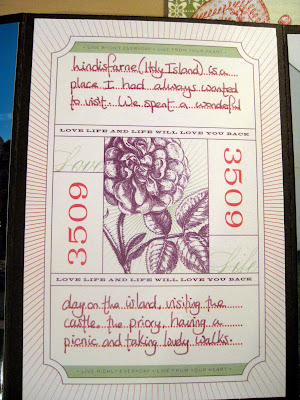 • LIVE RICHLY EVERYDAY • LIVE FROM YOUR HEART •
Lindisfarne (Holy Island) is a....
place I had always wanted
to visit. We spent a wonderful
LOVE LIFE AND LIFE WILL LOVE YOU BACK
Love
3509
3509
Life
LOVE LIFE AND LIFE WILL LOVE YOU BACK
day on the island, visiting the.......
castle, the priory, having a......
picnic and taking lovely walks.....
• LIVE RICHLY EVERYDAY • LIVE FROM YOUR HEART •